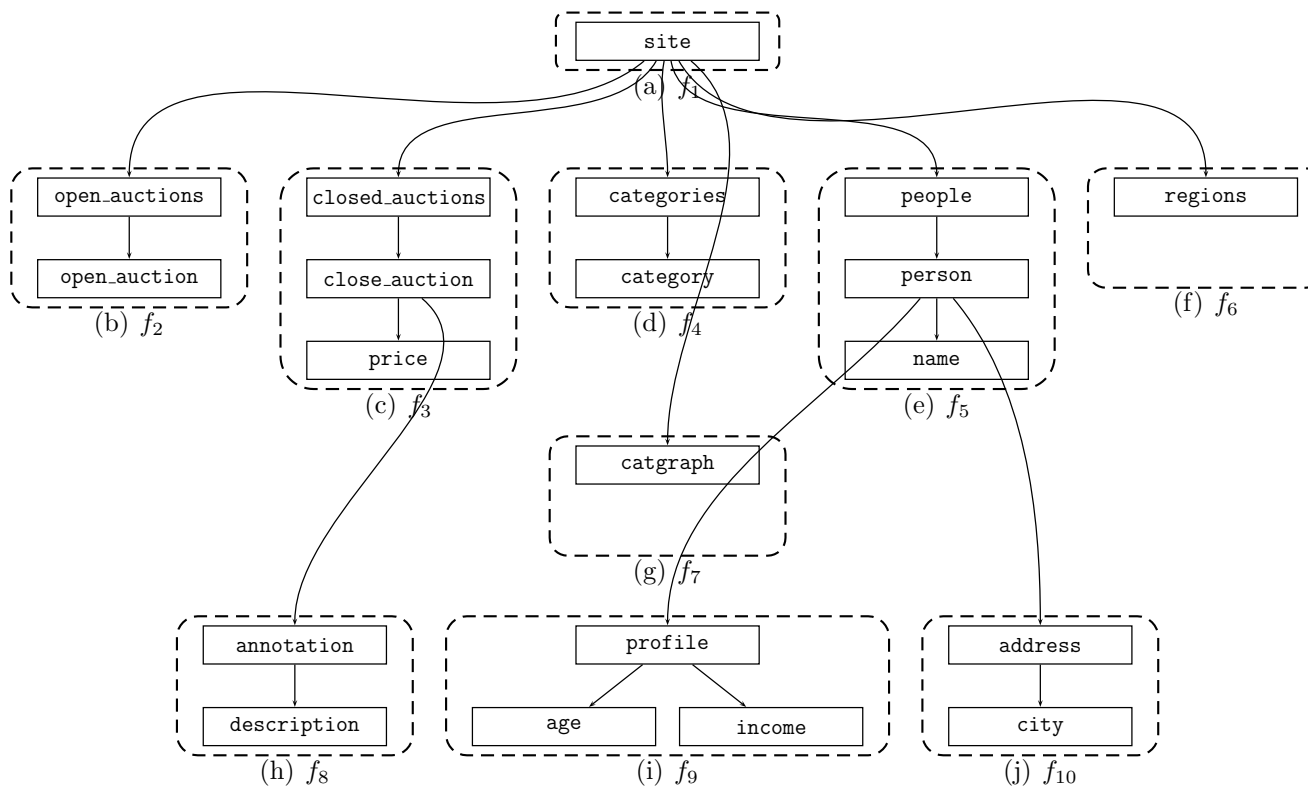 site
(a) f1
open_auctions
closed_auctions
categories
people
regions
open_auction
close_auction
category
person
(b) f2
(d) f4
(f) f6
price
name
(c) f3
(e) f5
catgraph
(g) f7
annotation
profile
address
description
age
income
city
(h) f8
(i) f9
(j) f10